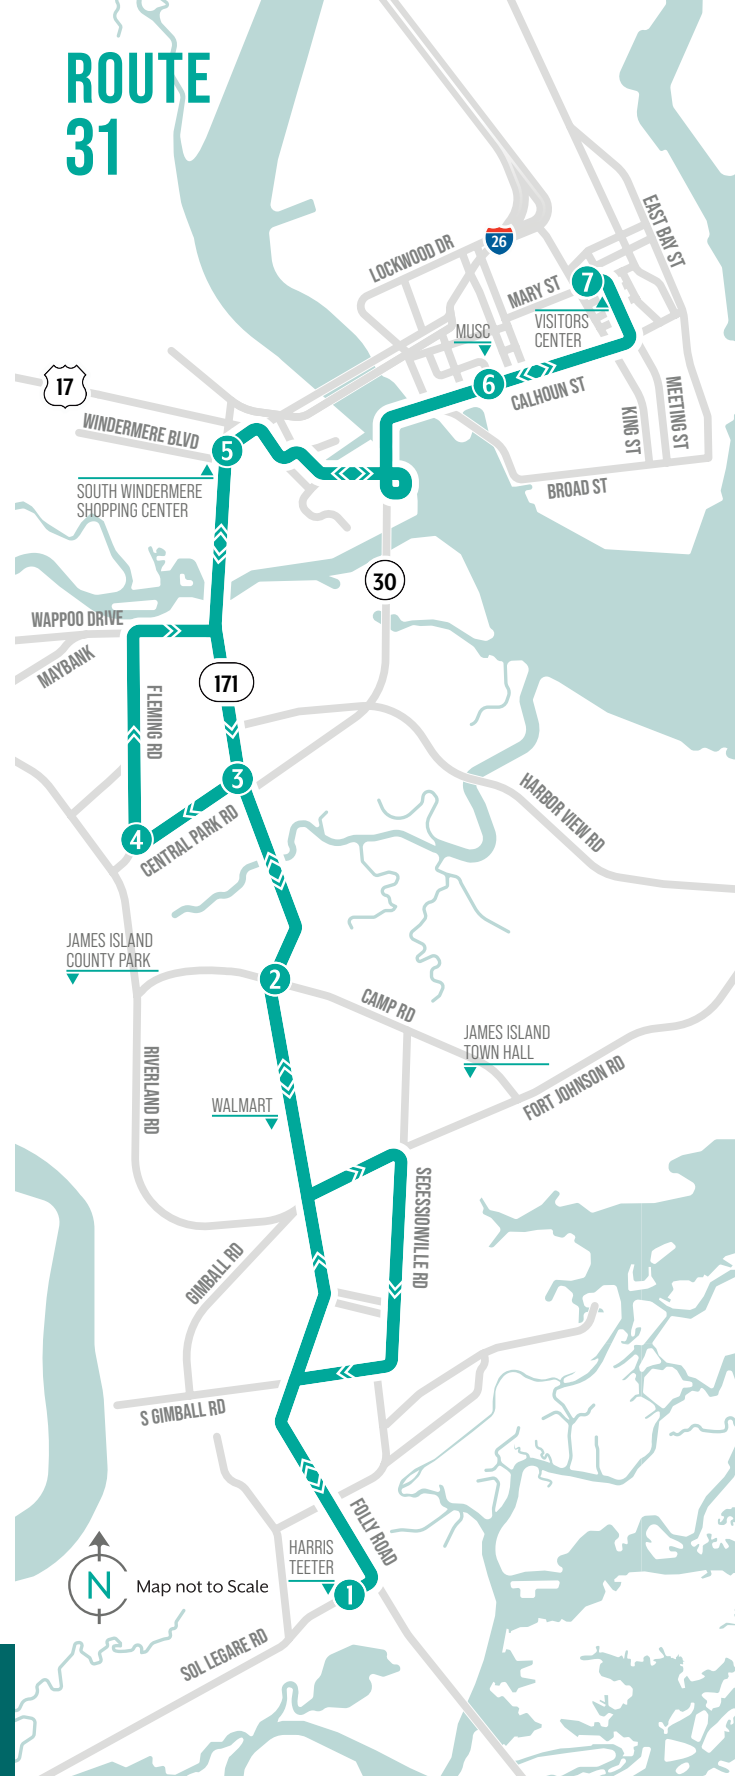 ROUTE
31
EAST BAY ST
LOCKWOOD DR
26
MARY ST
7
VISITORS
CENTER
MUSC
17
6
CALHOUN ST
KING ST
MEETING ST
WINDERMERE BLVD
5
BROAD ST
SOUTH WINDERMERE
SHOPPING CENTER
30
WAPPOO DRIVE
MAYBANK
171
FLEMING RD
3
HARBOR VIEW RD
4
CENTRAL PARK RD
JAMES ISLAND
COUNTY PARK
2
CAMP RD
JAMES ISLAND
TOWN HALL
RIVERLAND RD
FORT JOHNSON RD
WALMART
SECESSIONVILLE RD
GIMBALL RD
S GIMBALL RD
FOLLY ROAD
HARRIS
TEETER
N
Map not to Scale
1
SOL LEGARE RD